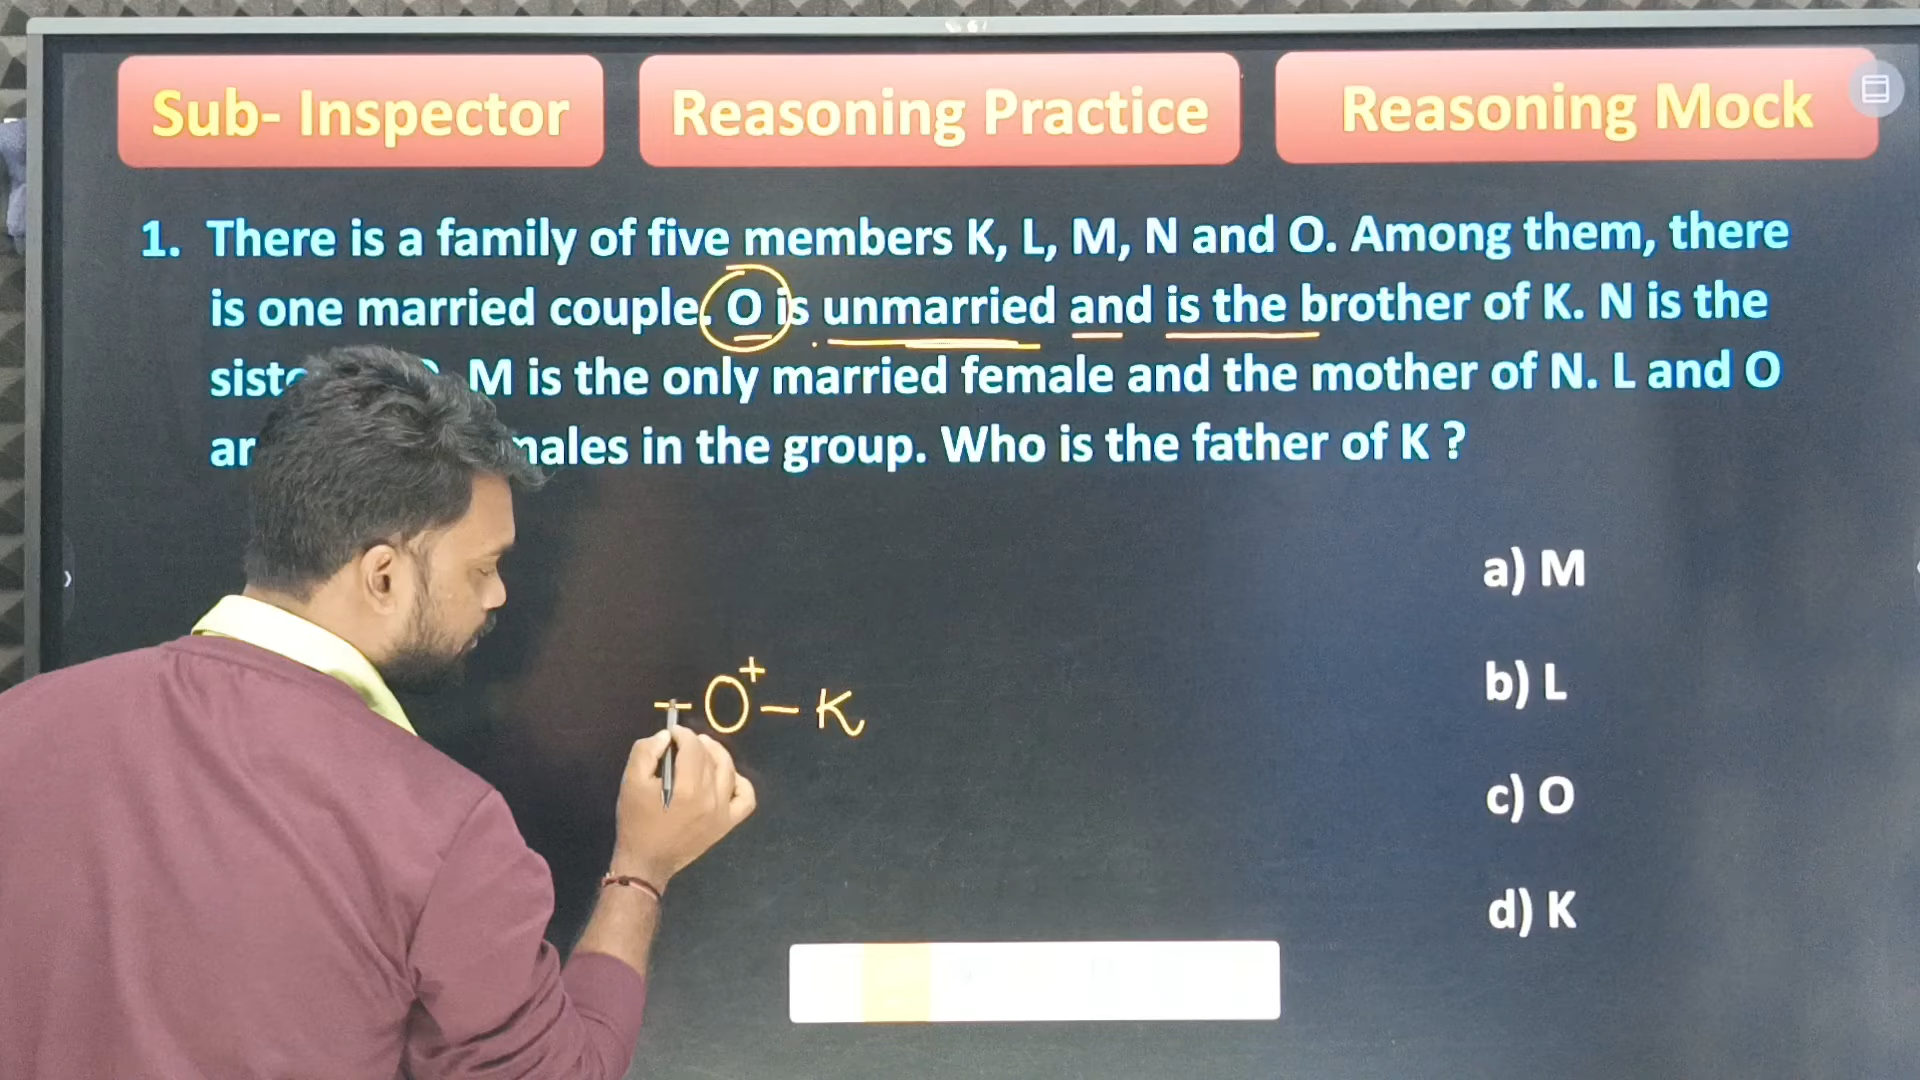 Sub- Inspector
Reasoning Practice
Reasoning Mock
1. There is a family of five members K, L, M, N and O. Among them, there
is one married couple. O is unmarried and is the brother of K. N is the
M is the only married female and the mother of N. L and O
in the group. Who is the father of K ?
a) M
b) L
c) O
d) K
O+ – K